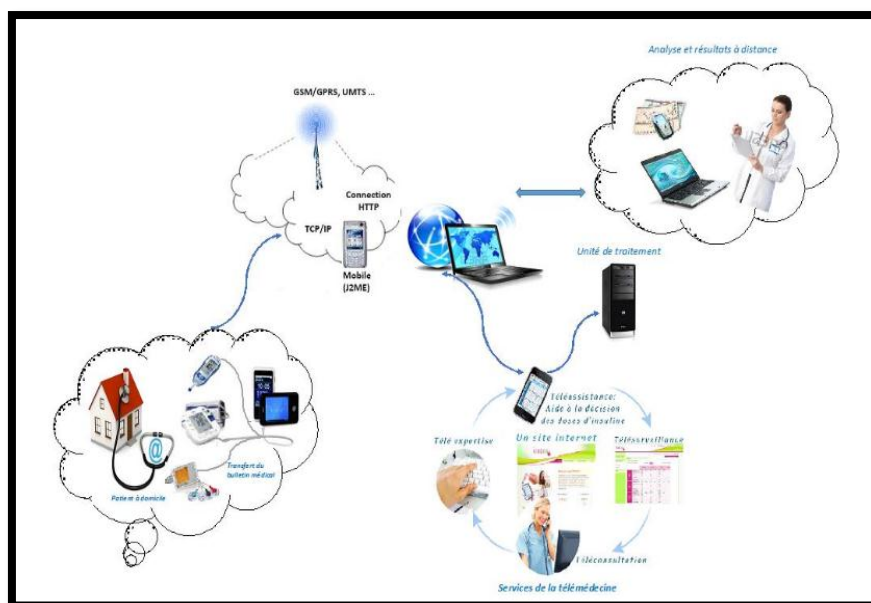 Analyse et résultats à distance
GSM/GPRS, UMTS ...
Connection
HTTP
TCP/IP
Mobile
(J2ME)
Unité de traitement
@
Patient à domicile
Transfert du
bulletin médical
Téléassistance:
Aide à la décision
des doses d'insuline
Télé expertise
Un site internet
Télésurveillance
Téléconsultation
Services de la télémédecine